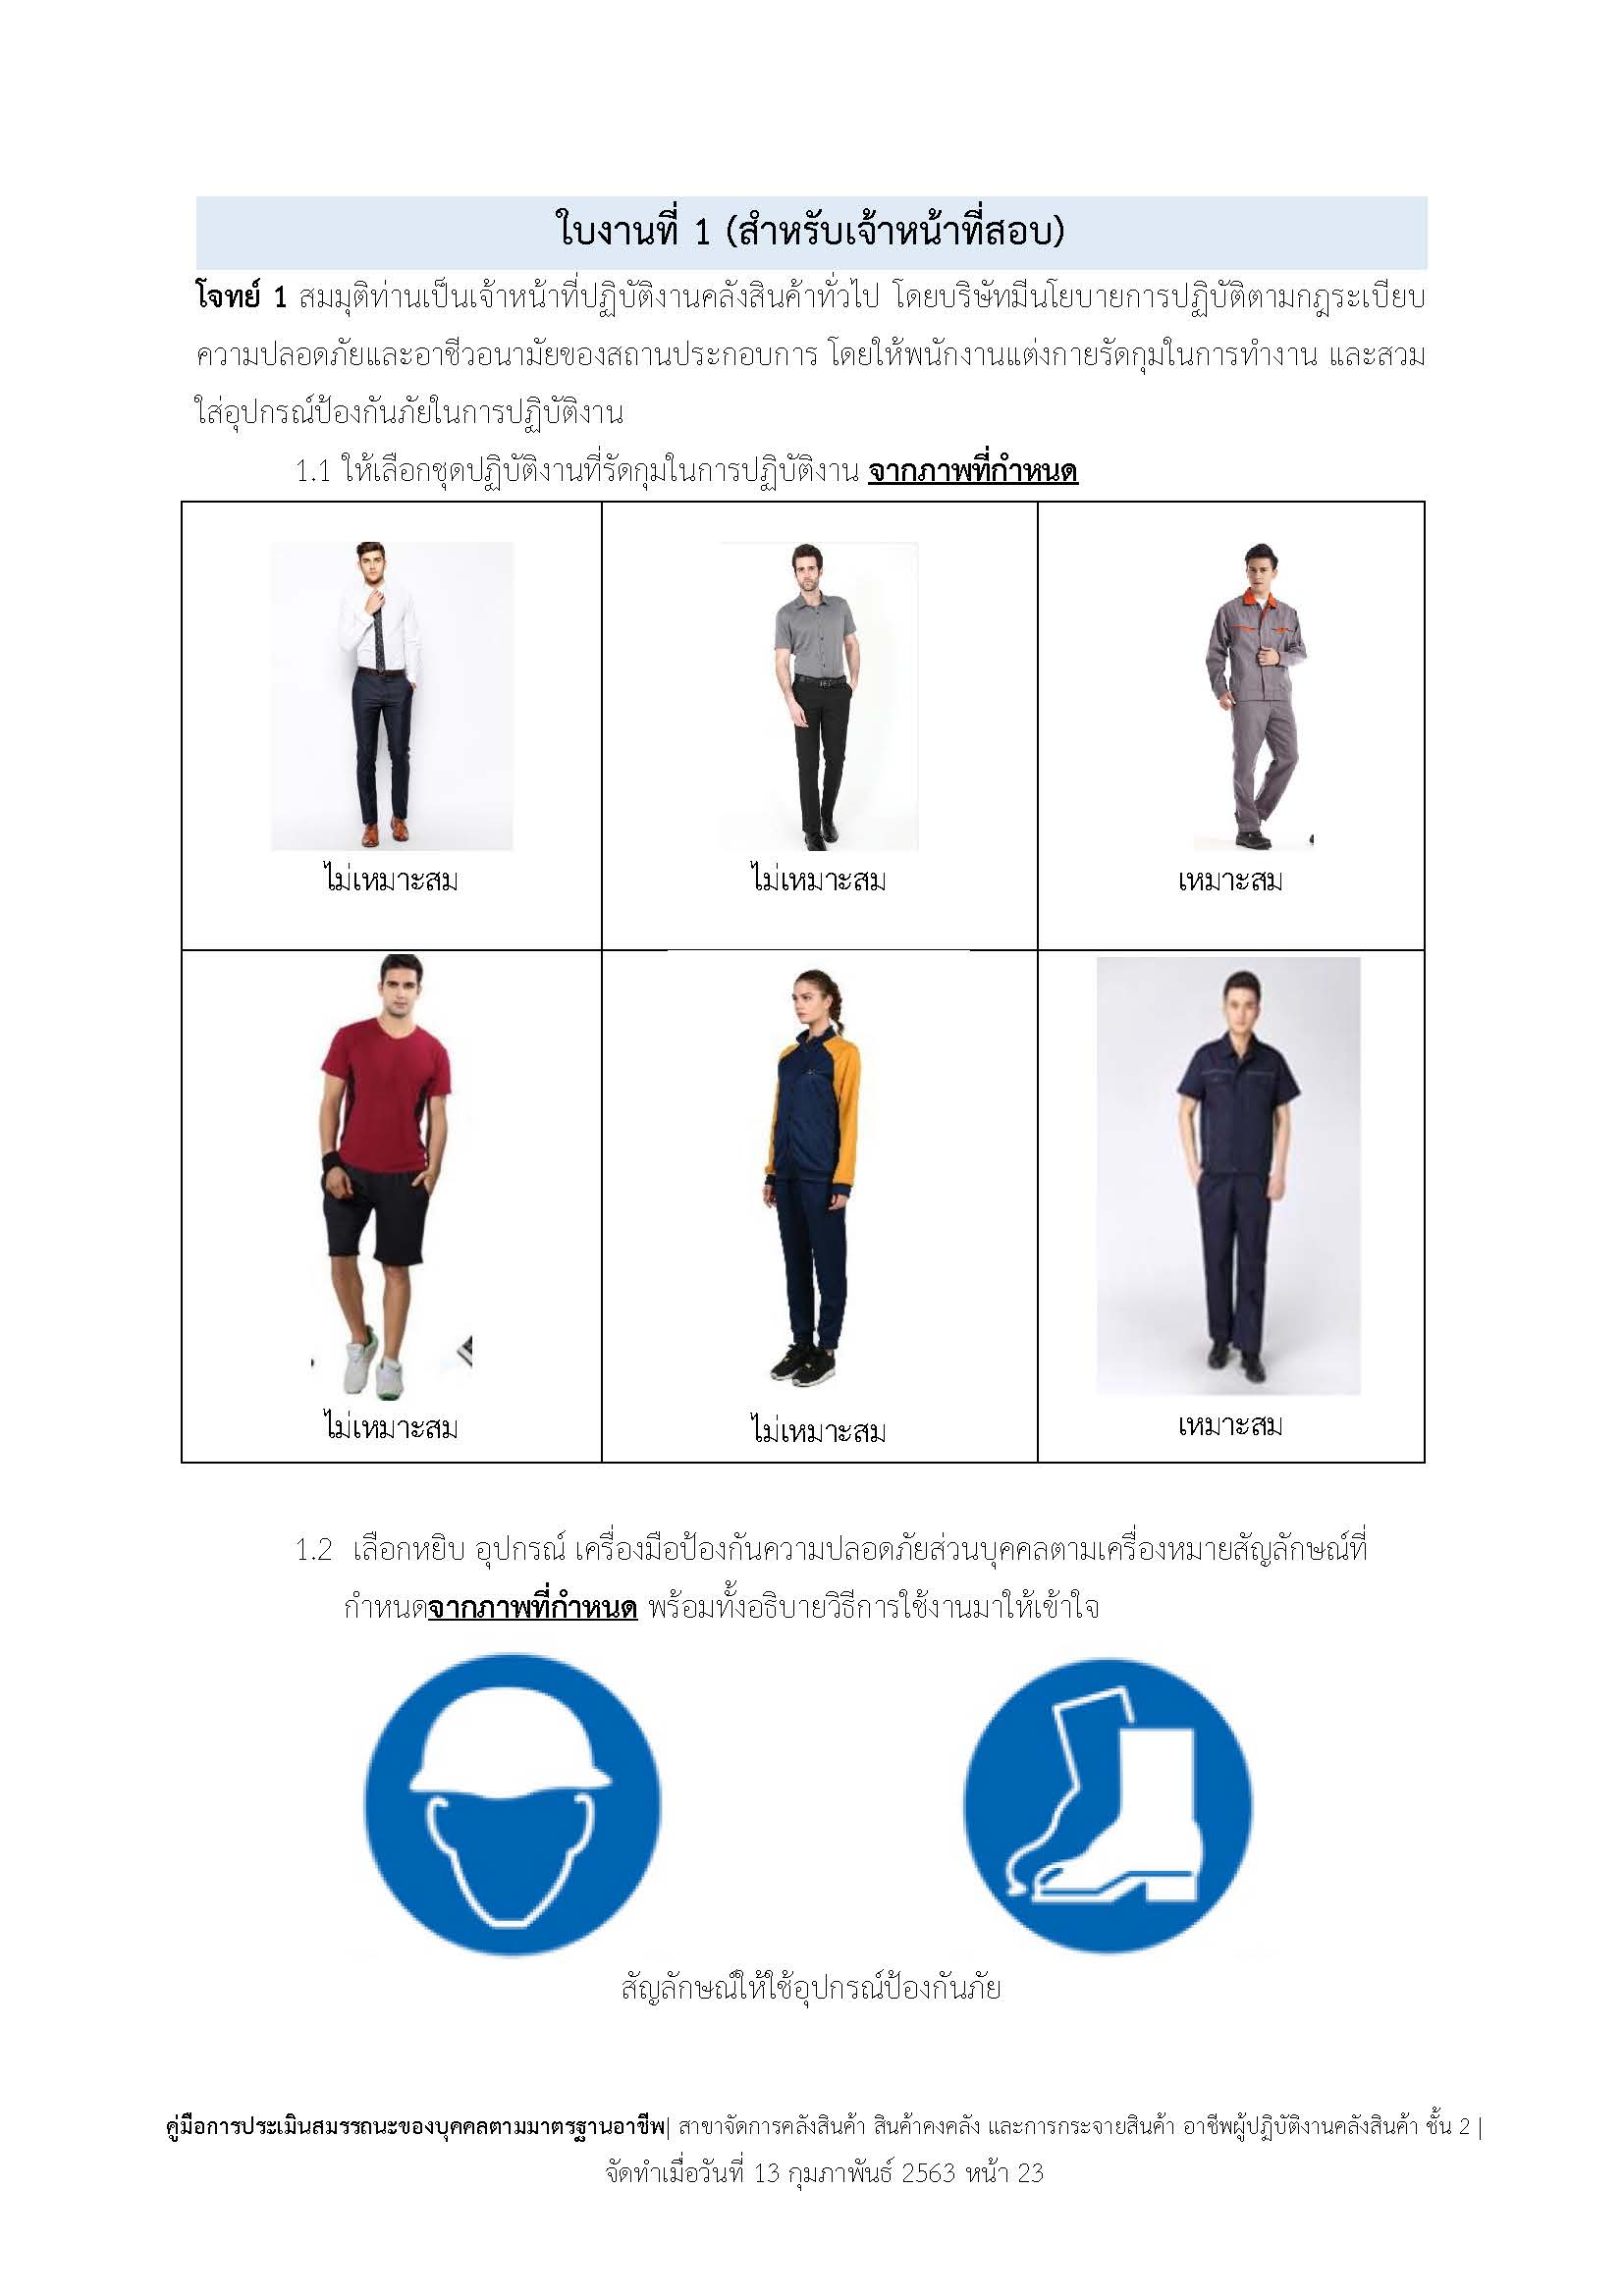 ใบงานที่ 1 (สำหรับเจ้าหน้าที่สอบ)
โจทย์ 1 สมมุติท่านเป็นเจ้าหน้าที่ปฏิบัติงานคลังสินค้าทั่วไป โดยบริษัทมีนโยบายการปฏิบัติตามกฎระเบียบ
ความปลอดภัยและอาชีวอนามัยของสถานประกอบการ โดยให้พนักงานแต่งกายรัดกุมในการทำงาน และสวม
ใส่อุปกรณ์ป้องกันภัยในการปฏิบัติงาน
1.1 ให้เลือกชุดปฏิบัติงานที่รัดกุมในการปฏิบัติงาน จากภาพที่กำหนด
ไม่เหมาะสม
ไม่เหมาะสม
เหมาะสม
ไม่เหมาะสม
ไม่เหมาะสม
เหมาะสม
1.2 เลือกหยิบ อุปกรณ์ เครื่องมือป้องกันความปลอดภัยส่วนบุคคลตามเครื่องหมายสัญลักษณ์ที่
กำหนดจากภาพที่กำหนด พร้อมทั้งอธิบายวิธีการใช้งานมาให้เข้าใจ
สัญลักษณ์ให้ใช้อุปกรณ์ป้องกันภัย
คู่มือการประเมินสมรรถนะของบุคคลตามมาตรฐานอาชีพ| สาขาจัดการคลังสินค้า สินค้าคงคลัง และการกระจายสินค้า อาชีพผู้ปฏิบัติงานคลังสินค้า ชั้น 2 |
จัดทำเมื่อวันที่ 13 กุมภาพันธ์ 2563 หน้า 23